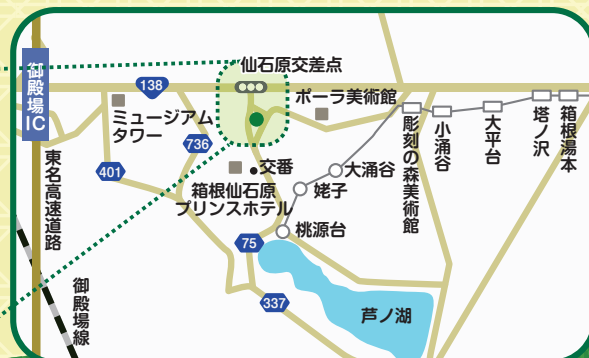 仙石原交差点
御殿場
IC
138
ミュージアム
タワー
ポーラ美術館
彫刻の森美術館
小涌谷
大平台
塔ノ沢
箱根湯本
736
401
東名高速道路
交番
箱根仙石原
プリンスホテル
大涌谷
姥子
桃源台
75
337
御殿場線
芦ノ湖